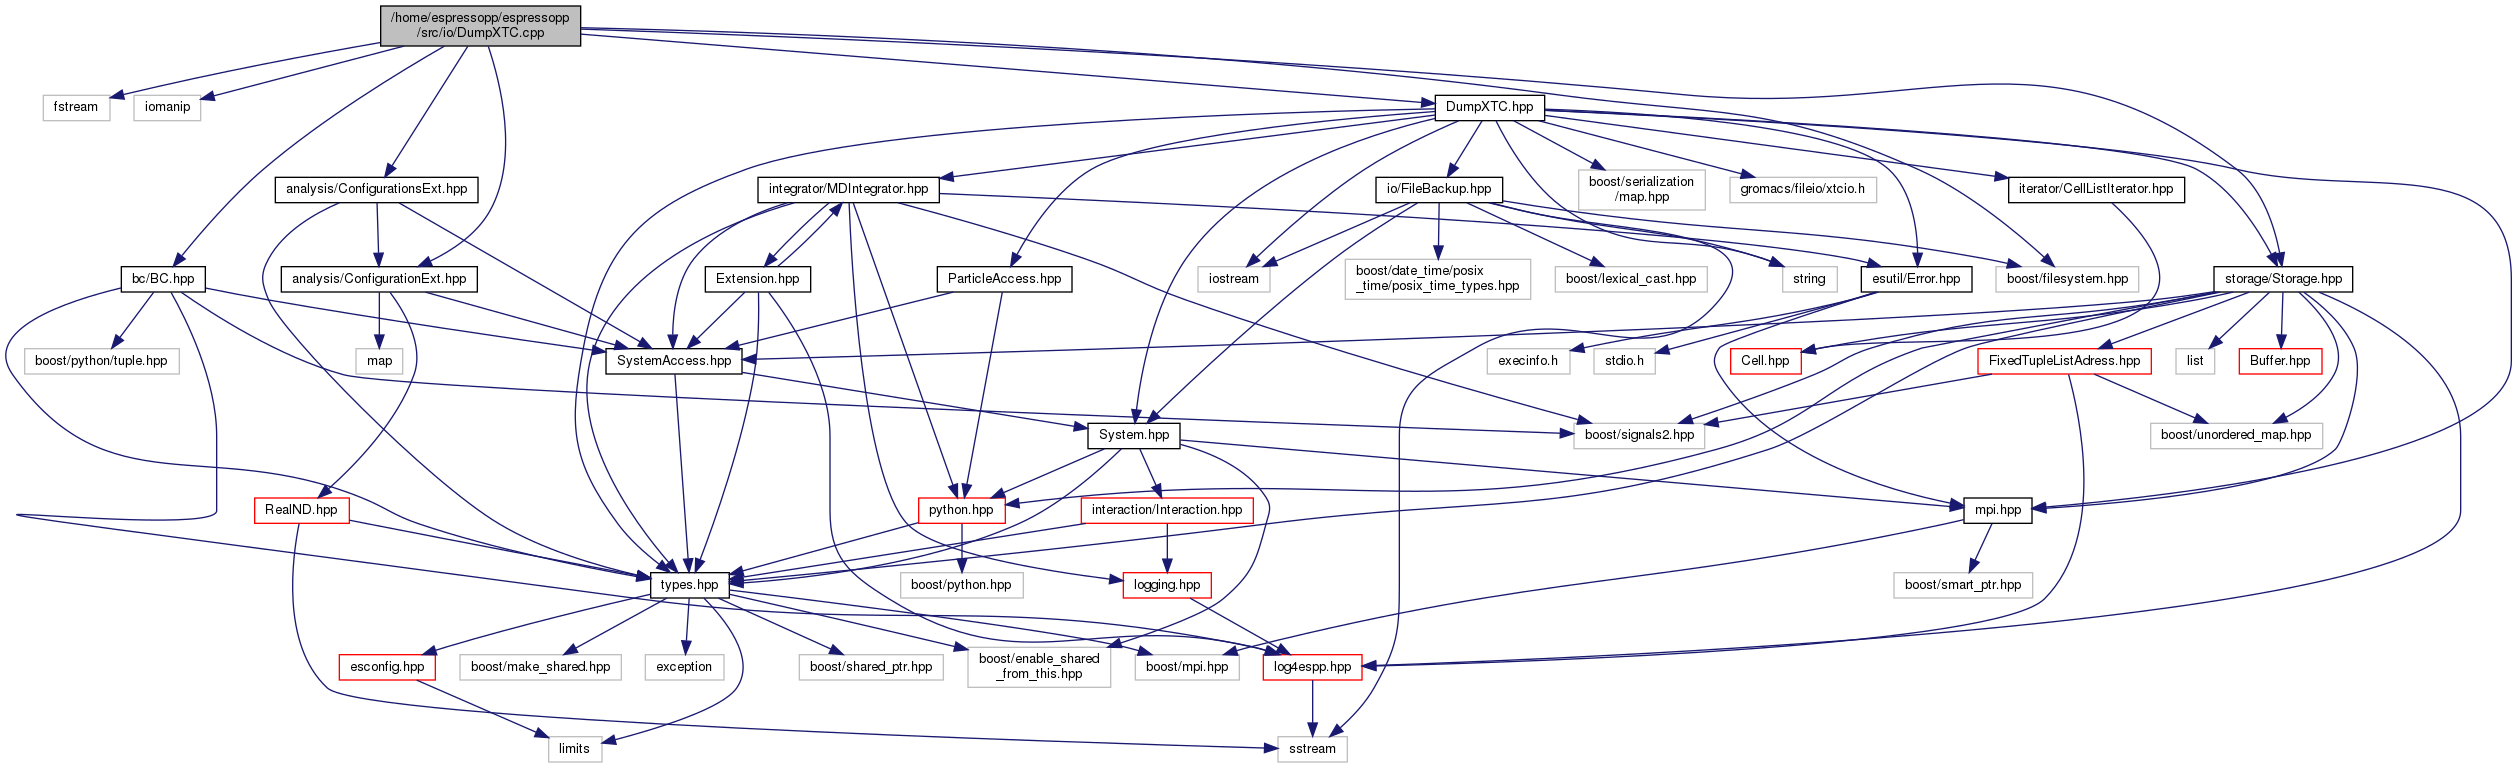 /home/espressopp/espressopp
/src/io/DumpXTC.cpp
fstream
iomanip
DumpXTC.hpp
analysis/ConfigurationsExt.hpp
integrator/MDIntegrator.hpp
io/FileBackup.hpp
boost/serialization
/map.hpp
gromacs/fileio/xtcio.h
iterator/CellListIterator.hpp
bc/BC.hpp
analysis/ConfigurationExt.hpp
Extension.hpp
ParticleAccess.hpp
iostream
boost/date_time/posix
_time/posix_time_types.hpp
boost/lexical_cast.hpp
string
esutil/Error.hpp
boost/filesystem.hpp
storage/Storage.hpp
boost/python/tuple.hpp
map
SystemAccess.hpp
execinfo.h
stdio.h
Cell.hpp
FixedTupleListAdress.hpp
list
Buffer.hpp
System.hpp
boost/signals2.hpp
boost/unordered_map.hpp
RealND.hpp
python.hpp
interaction/Interaction.hpp
mpi.hpp
types.hpp
boost/python.hpp
logging.hpp
boost/smart_ptr.hpp
esconfig.hpp
boost/make_shared.hpp
exception
boost/shared_ptr.hpp
boost/enable_shared
_from_this.hpp
boost/mpi.hpp
log4espp.hpp
limits
sstream